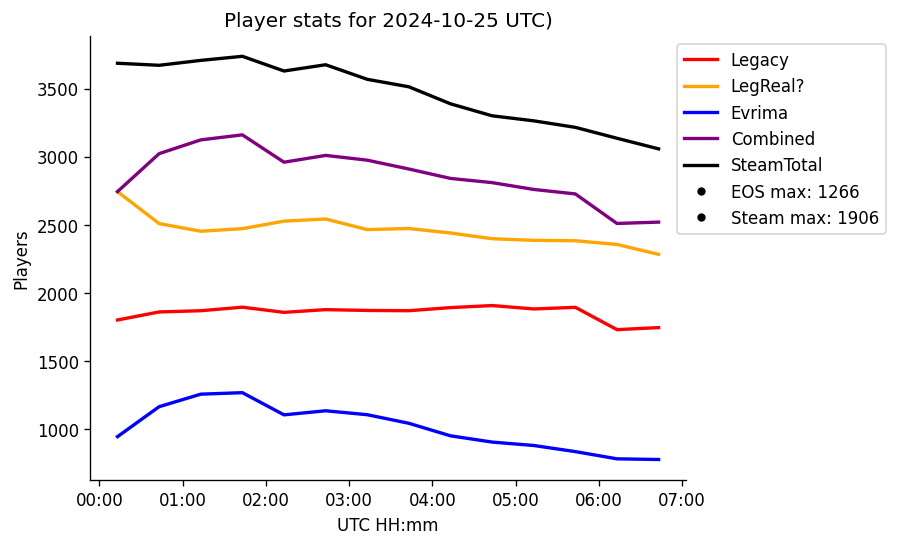 Player stats for 2024-10-25 UTC)
Legacy
LegReal?
Evrima
Combined
SteamTotal
EOS max: 1266
Steam max: 1906
Players
3500
3000
2500
2000
1500
1000
00:00 01:00 02:00 03:00 04:00 05:00 06:00 07:00
UTC HH:mm